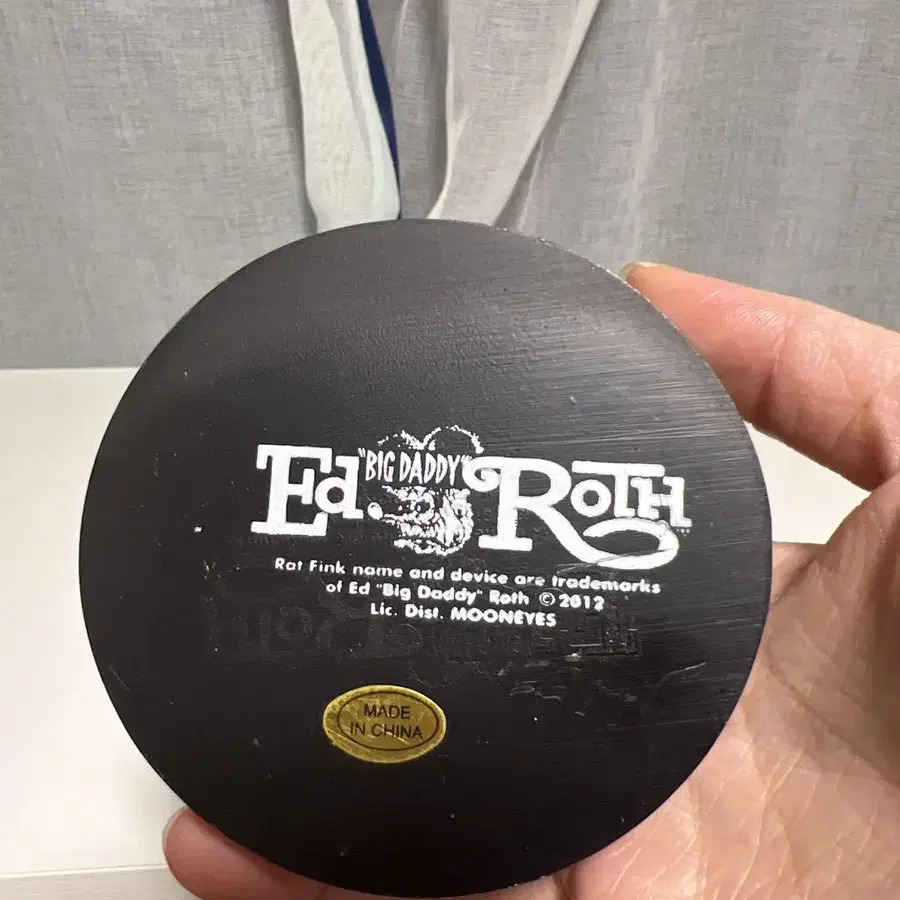 Ed. "BIG DADDY" ROTH
Rat Fink name and device are trademarks
of Ed "Big Daddy" Roth © 2012
Lic. Dist. MOONEYES
MADE
IN CHINA